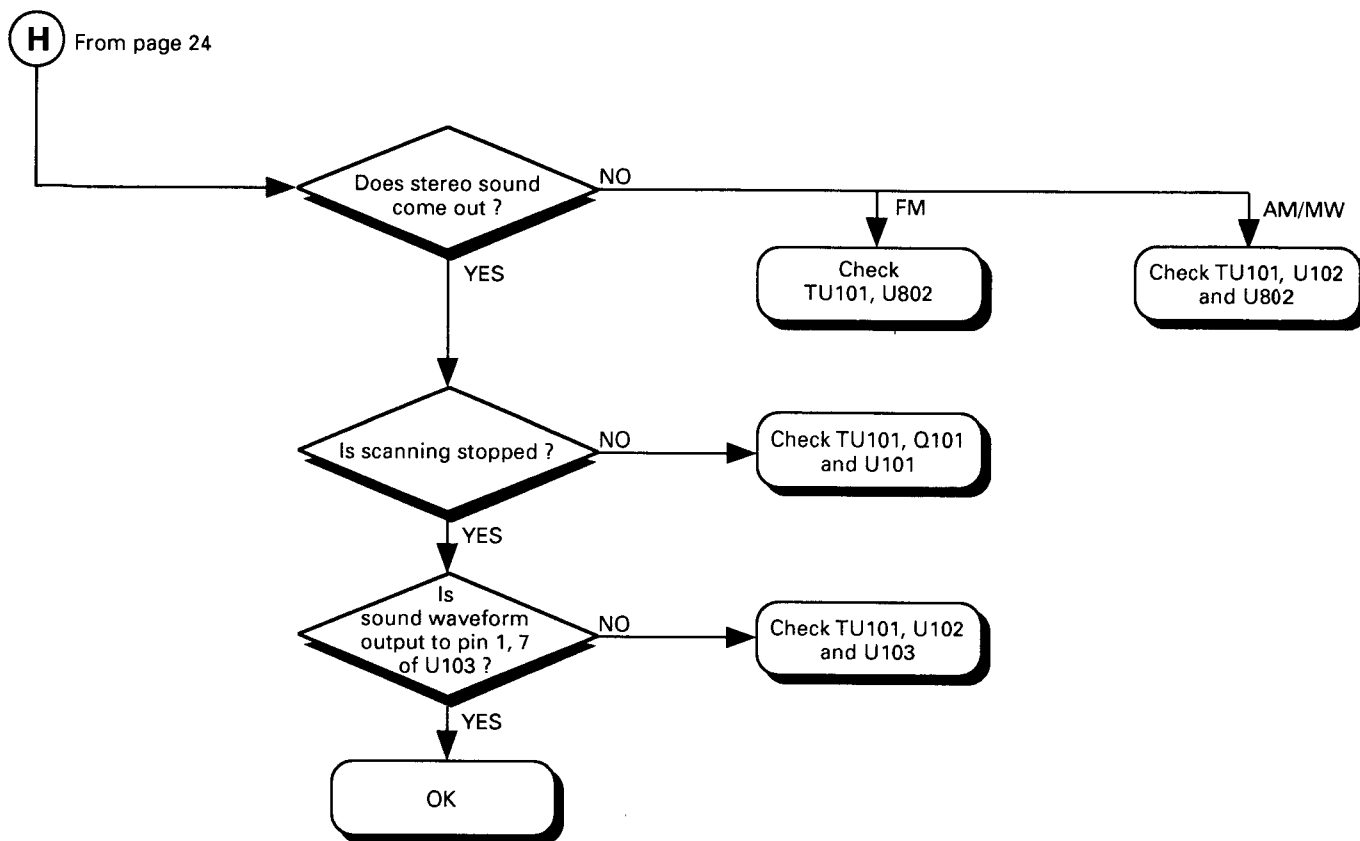 H From page 24
Does stereo sound
come out ?
NO
FM
AM/MW
Check
TU101, U802
Check TU101, U102
and U802
YES
Is scanning stopped ?
NO
Check TU101, Q101
and U101
YES
Is
sound waveform
output to pin 1, 7
of U103 ?
NO
Check TU101, U102
and U103
YES
OK